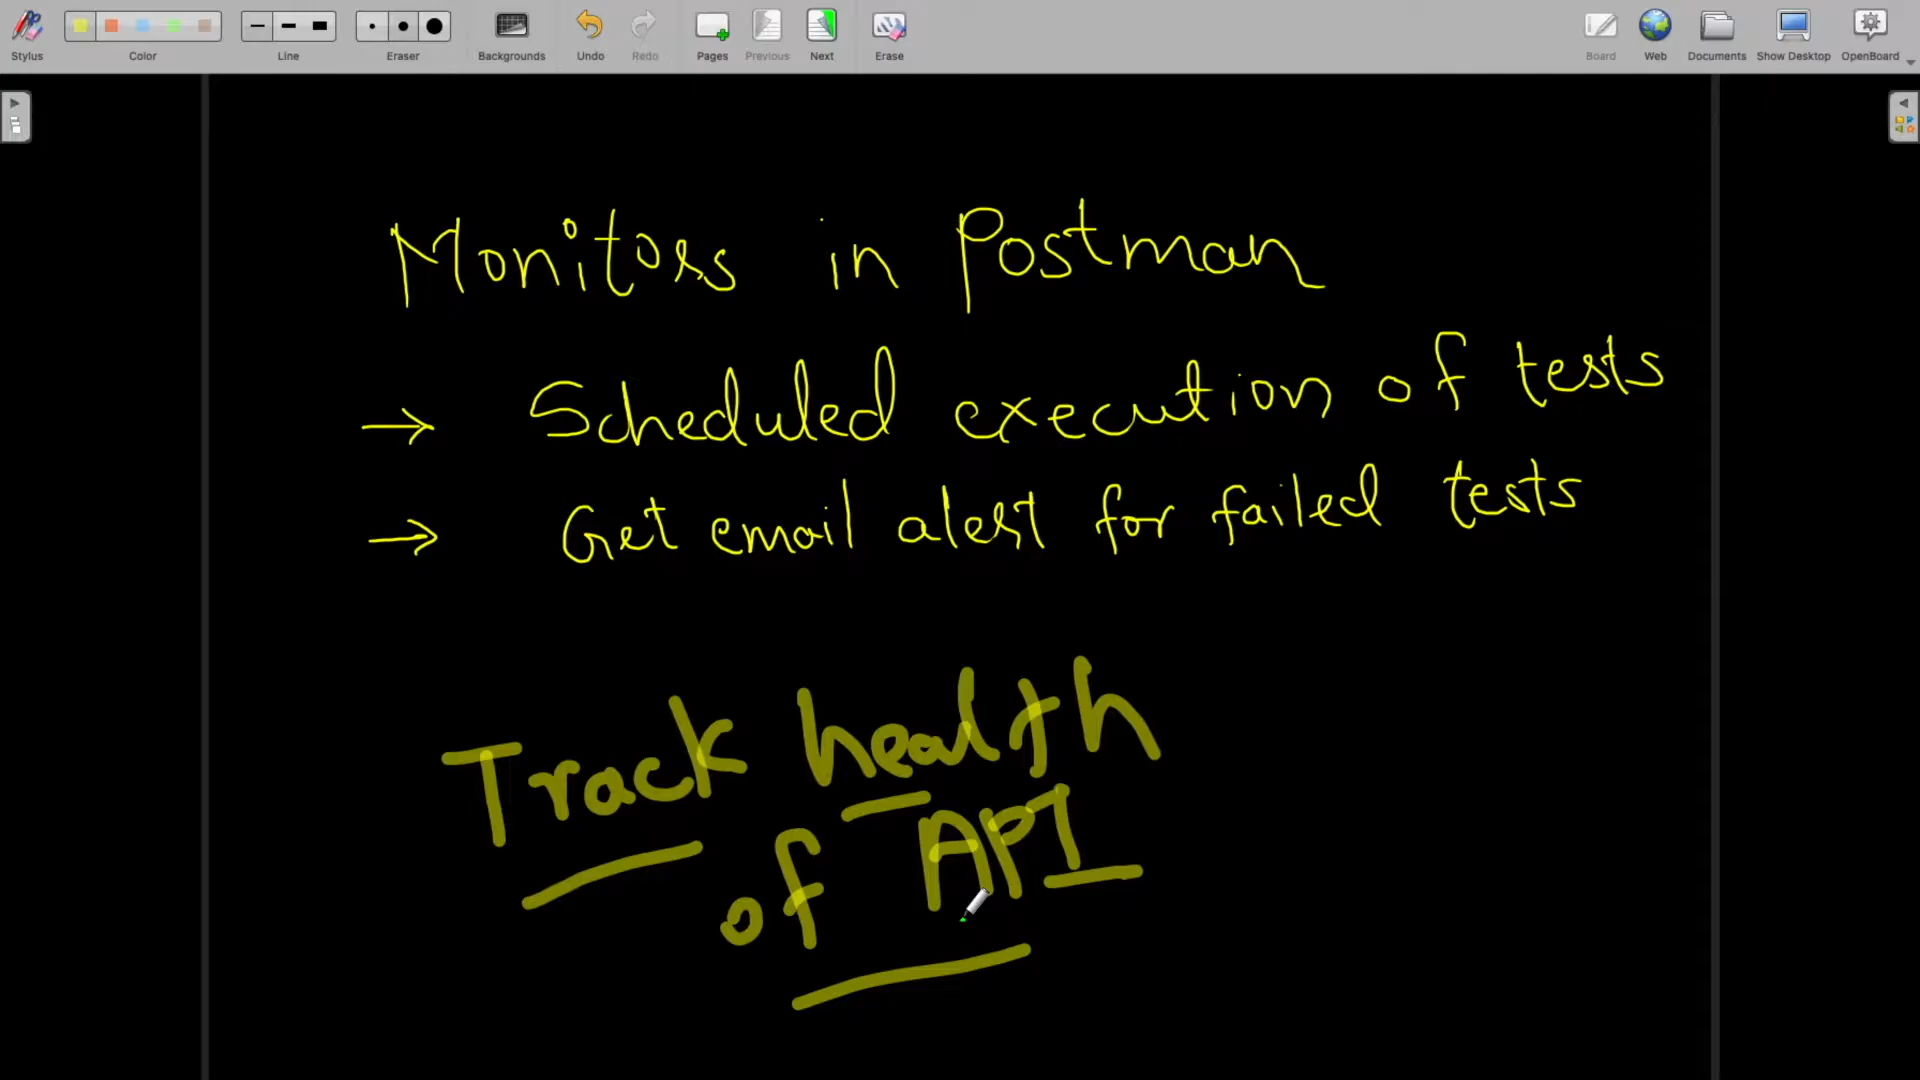 Stylus Color Line Eraser Backgrounds Undo Redo Pages Previous Next Erase Board Web Documents Show Desktop OpenBoard
Monitors in Postman
→ Scheduled execution of tests
→ Get email alert for failed tests
Track health
of API